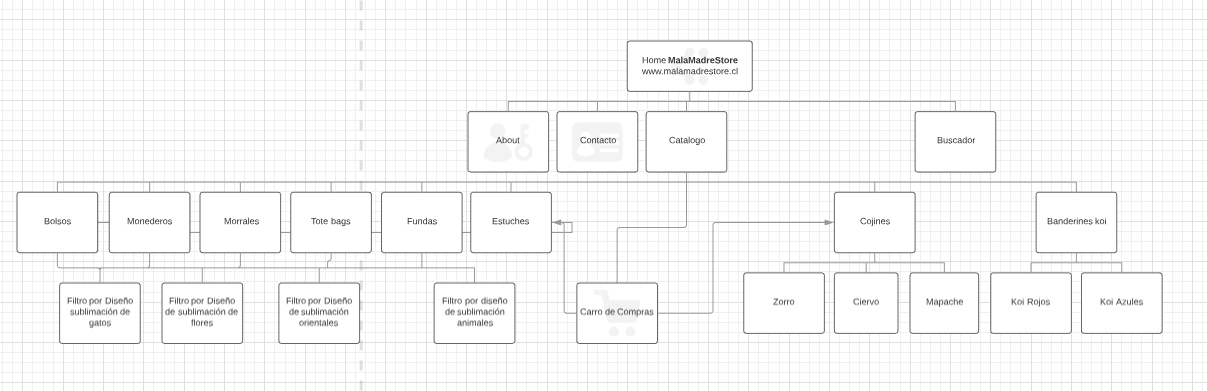 Home MalaMadreStore
www.malamadrestore.cl
About
Contacto
Catalogo
Buscador
Bolsos
Monederos
Morrales
Tote bags
Fundas
Estuches
Cojines
Banderines koi
Filtro por Diseño
sublimación de
gatos
Filtro por Diseño
de sublimación de
flores
Filtro por Diseño
de sublimación
orientales
Filtro por diseño
de sublimación
animales
Carro de Compras
Zorro
Ciervo
Mapache
Koi Rojos
Koi Azules